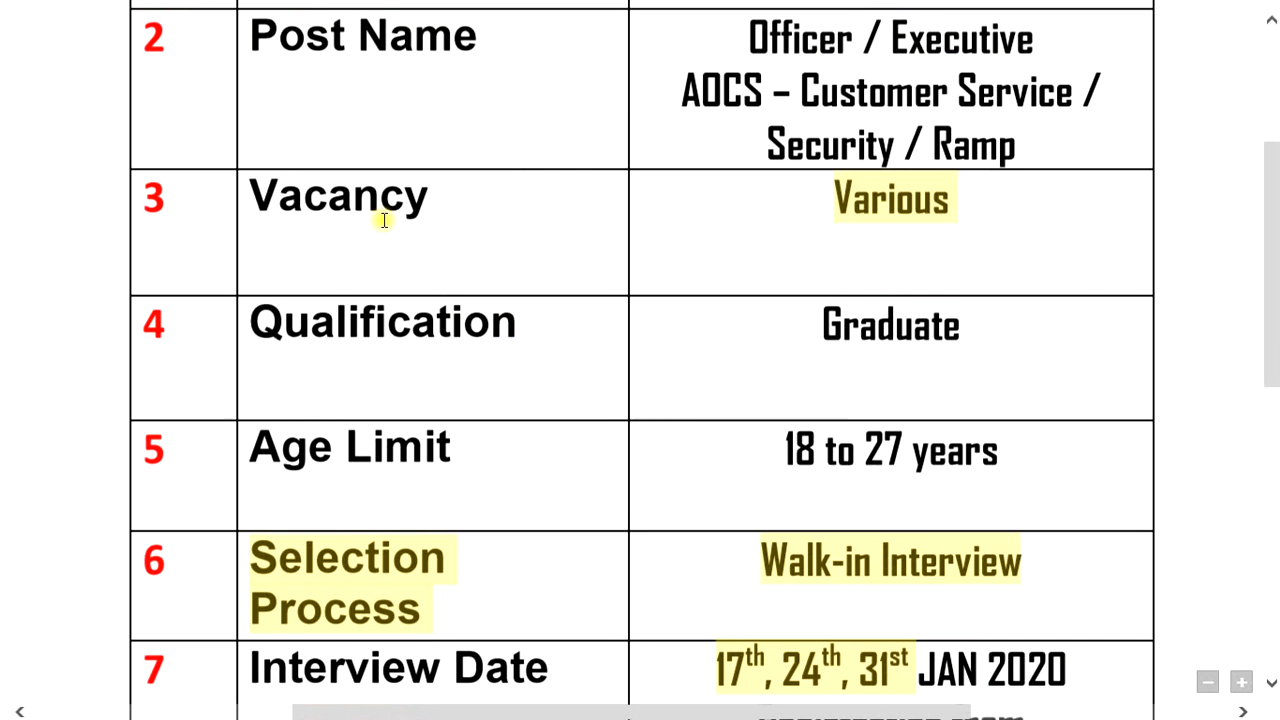 2 Post Name Officer / Executive
AOCS – Customer Service /
Security / Ramp
3 Vacancy Various
4 Qualification Graduate
5 Age Limit 18 to 27 years
6 Selection Walk-in Interview
Process
7 Interview Date 17th, 24th, 31st JAN 2020